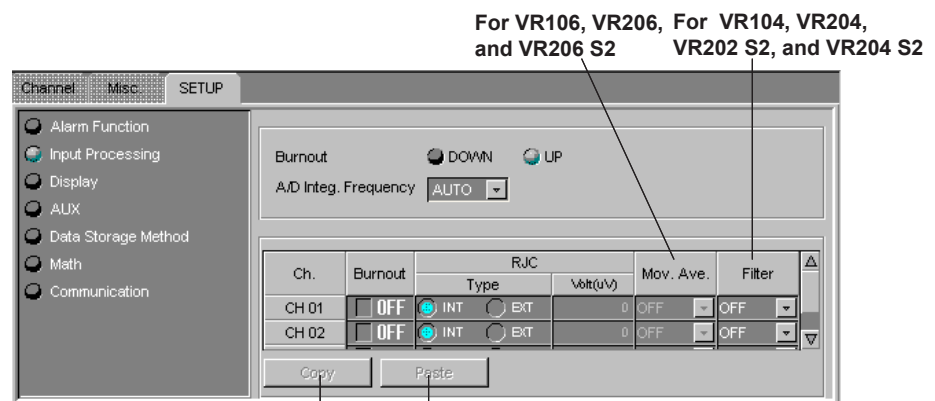 For VR106, VR206, For VR104, VR204,
and VR206 S2 VR202 S2, and VR204 S2
Channel Misc. SETUP
Alarm Function
Input Processing
Display
AUX
Data Storage Method
Math
Communication
Burnout DOWN UP
A/D Integ. Frequency AUTO
Ch. Burnout RJC Mov. Ave. Filter
Type Volt(uV)
CH 01 OFF INT EXT 0 OFF OFF
CH 02 OFF INT EXT 0 OFF OFF
Copy Paste